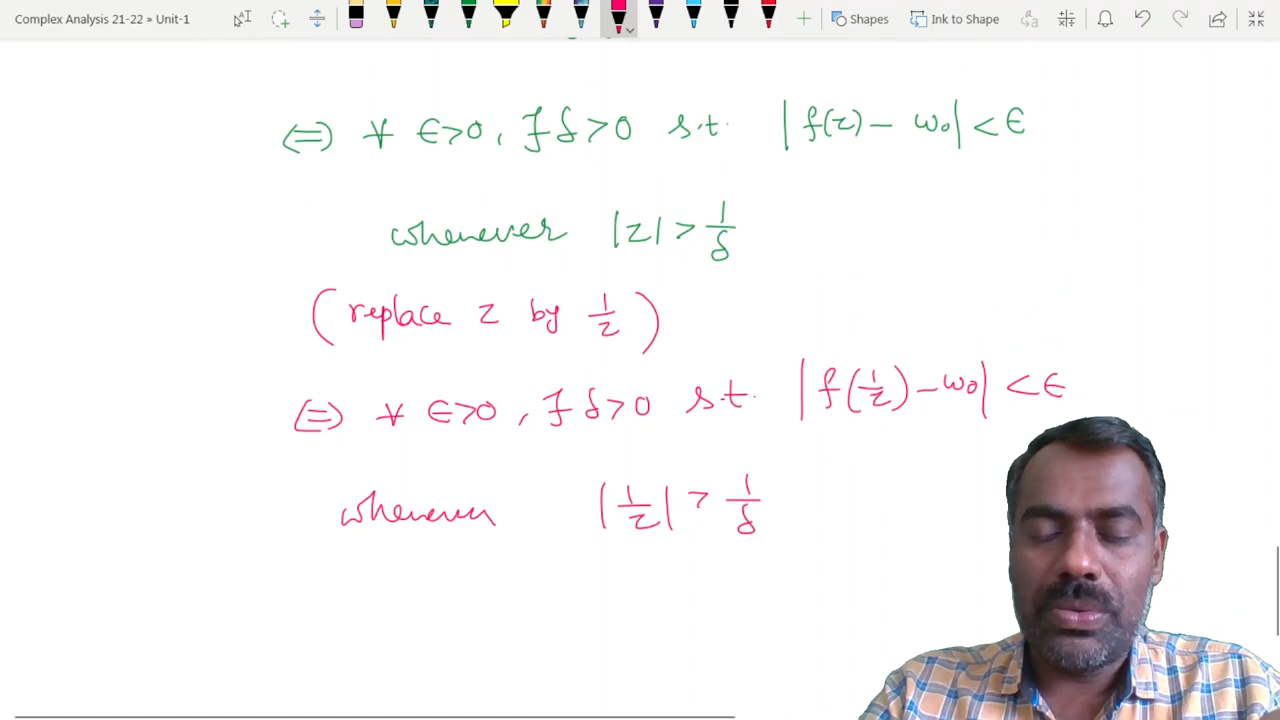 Complex Analysis 21-22 » Unit-1
Shapes
Ink to Shape
⇔ ∀ ϵ>0, ∃ δ>0 s.t. |f(z) - w₀| < ϵ
whenever |z| > 1/δ
(replace z by 1/z)
⇔ ∀ ϵ>0, ∃ δ>0 s.t. |f(1/z) - w₀| < ϵ
whenever |1/z| > 1/δ